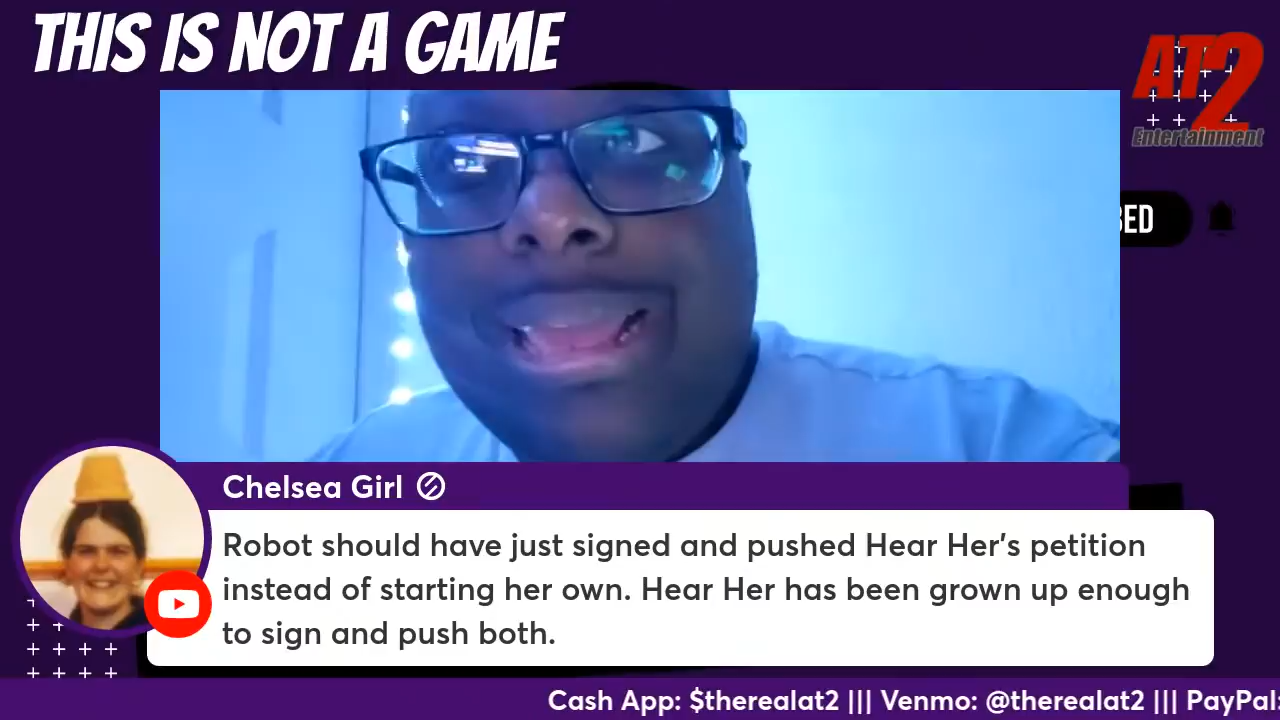 THIS IS NOT A GAME
AT2
Entertainment
BED
Chelsea Girl
Robot should have just signed and pushed Hear Her's petition
instead of starting her own. Hear Her has been grown up enough
to sign and push both.
Cash App: $therealat2 ||| Venmo: @therealat2 ||| PayPal: